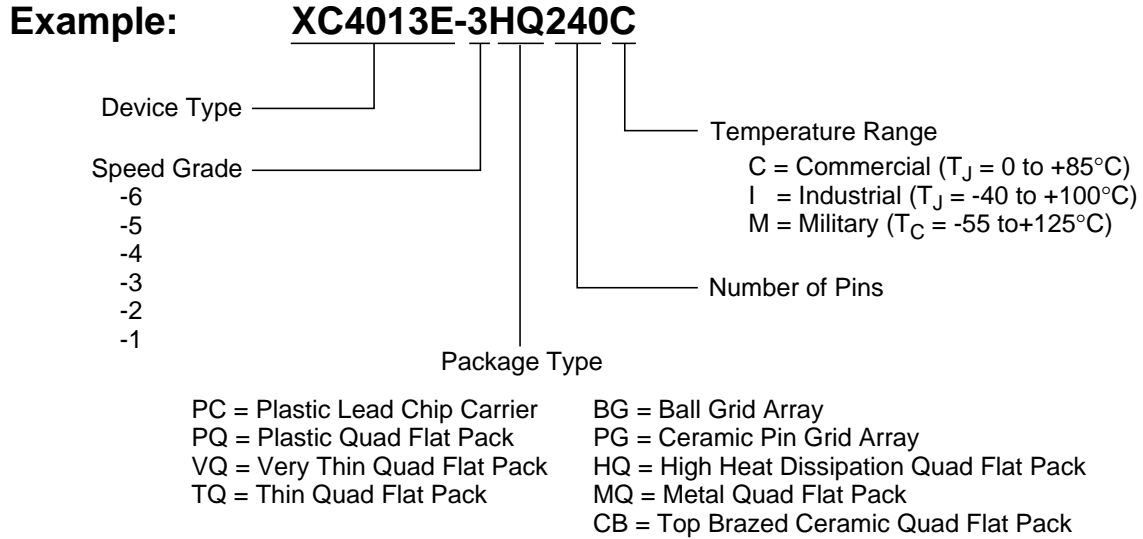 Example: XC4013E-3HQ240C
Device Type
Temperature Range
C = Commercial (TJ = 0 to +85°C)
I = Industrial (TJ = -40 to +100°C)
M = Military (TC = -55 to+125°C)
Speed Grade
-6
-5
-4
-3
-2
-1
Number of Pins
Package Type
PC = Plastic Lead Chip Carrier
PQ = Plastic Quad Flat Pack
VQ = Very Thin Quad Flat Pack
TQ = Thin Quad Flat Pack
BG = Ball Grid Array
PG = Ceramic Pin Grid Array
HQ = High Heat Dissipation Quad Flat Pack
MQ = Metal Quad Flat Pack
CB = Top Brazed Ceramic Quad Flat Pack